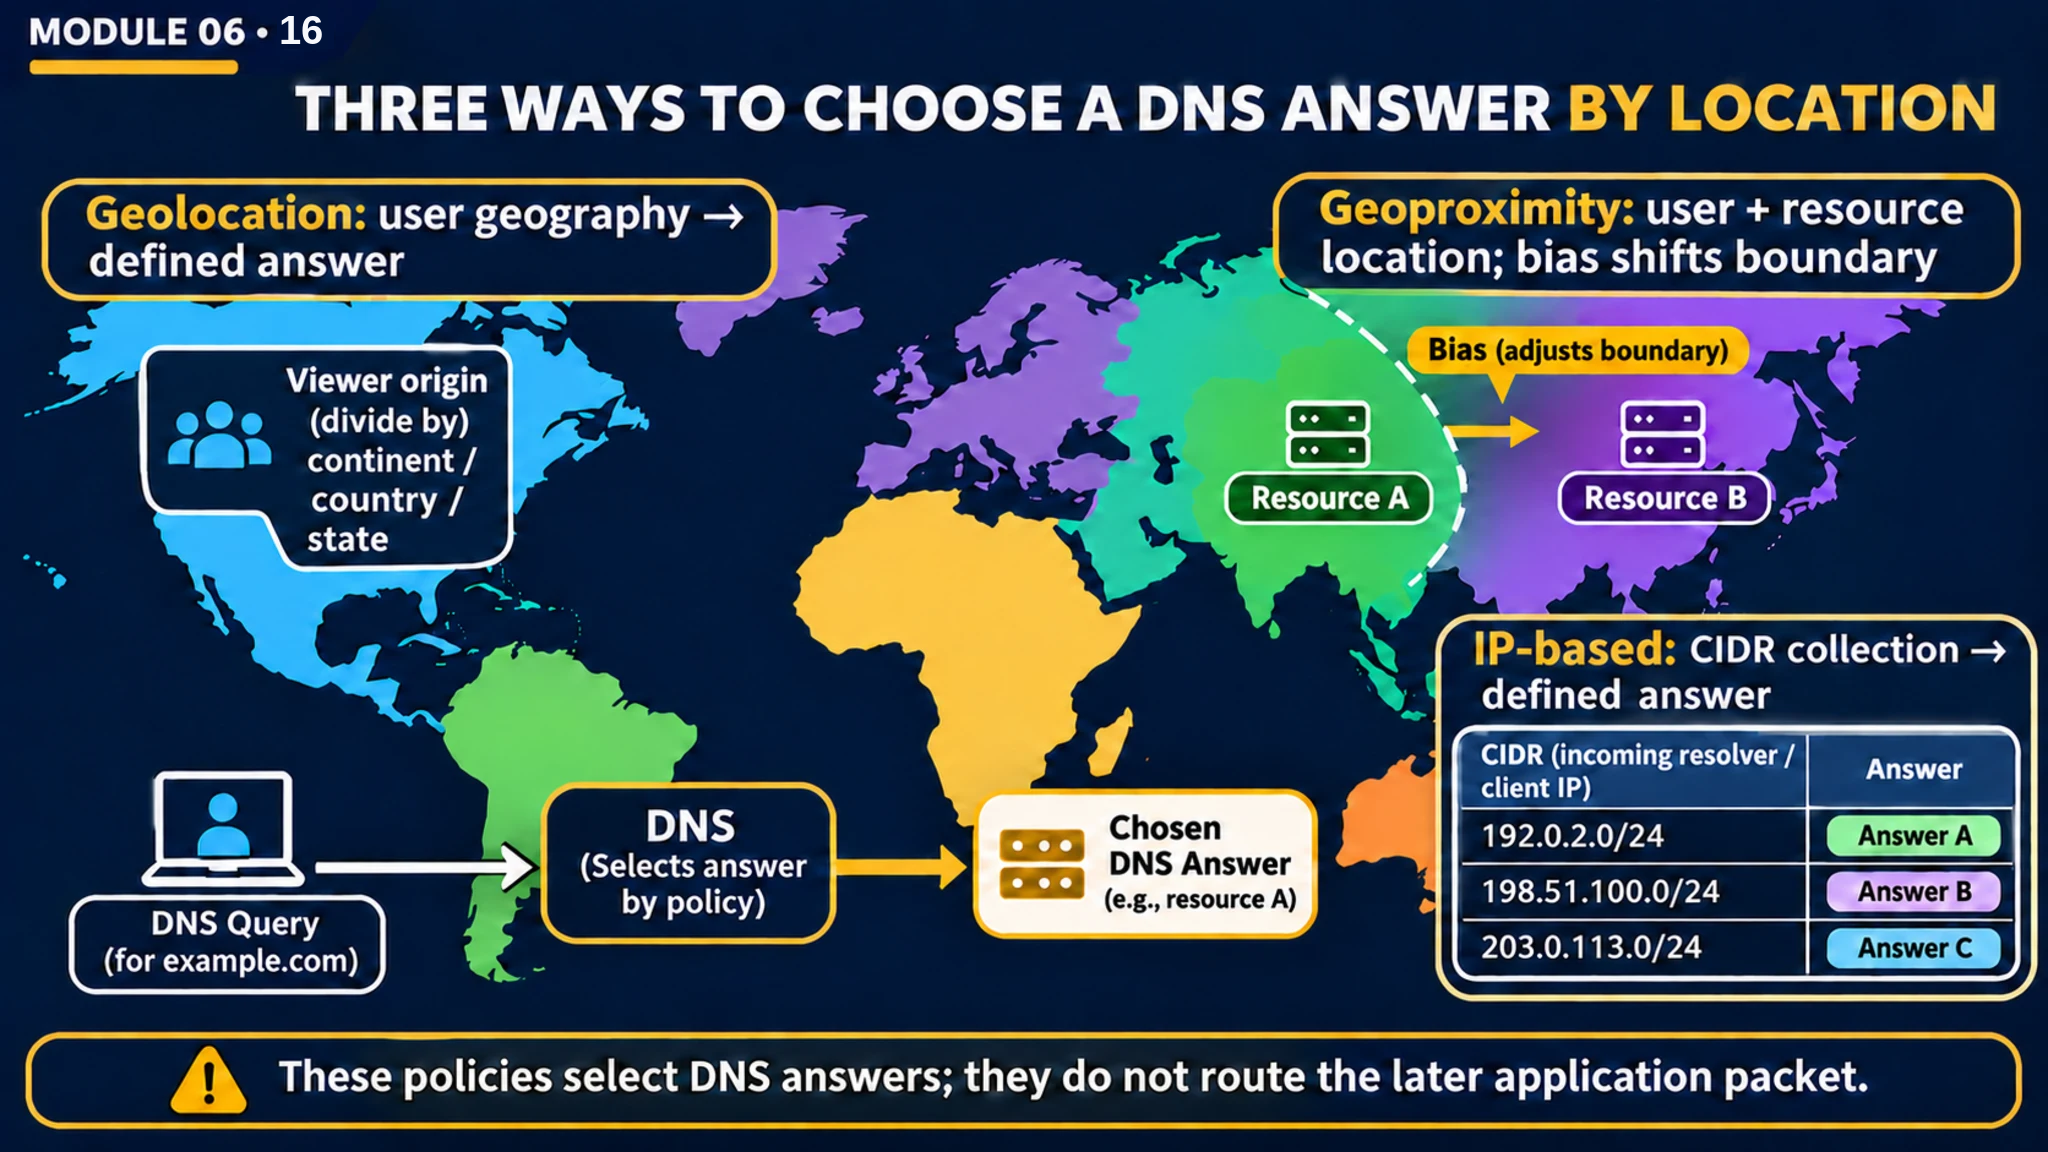 MODULE 06 • 16
THREE WAYS TO CHOOSE A DNS ANSWER BY LOCATION
Geolocation: user geography →
defined answer
Geoproximity: user + resource
location; bias shifts boundary
Viewer origin
(divide by)
continent /
country /
state
Bias (adjusts boundary)
Resource A
Resource B
IP-based: CIDR collection →
defined answer
CIDR (incoming resolver /
client IP)
Answer
192.0.2.0/24
Answer A
198.51.100.0/24
Answer B
203.0.113.0/24
Answer C
DNS Query
(for example.com)
DNS
(Selects answer
by policy)
Chosen
DNS Answer
(e.g., resource A)
These policies select DNS answers; they do not route the later application packet.